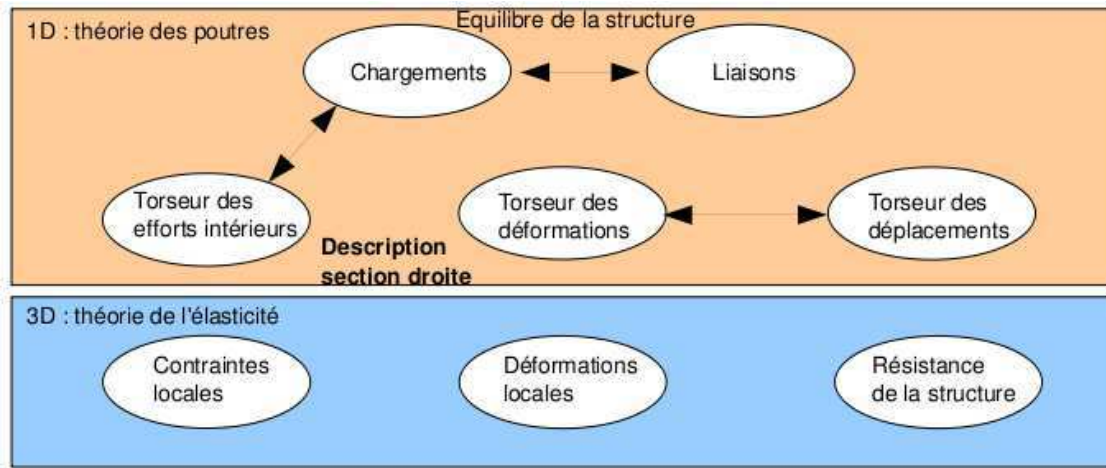 Equilibre de la structure
1D : théorie des poutres
Chargements
Liaisons
Torseur des
efforts intérieurs
Torseur des
déformations
Torseur des
déplacements
Description
section droite
3D : théorie de l'élasticité
Contraintes
locales
Déformations
locales
Résistance
de la structure